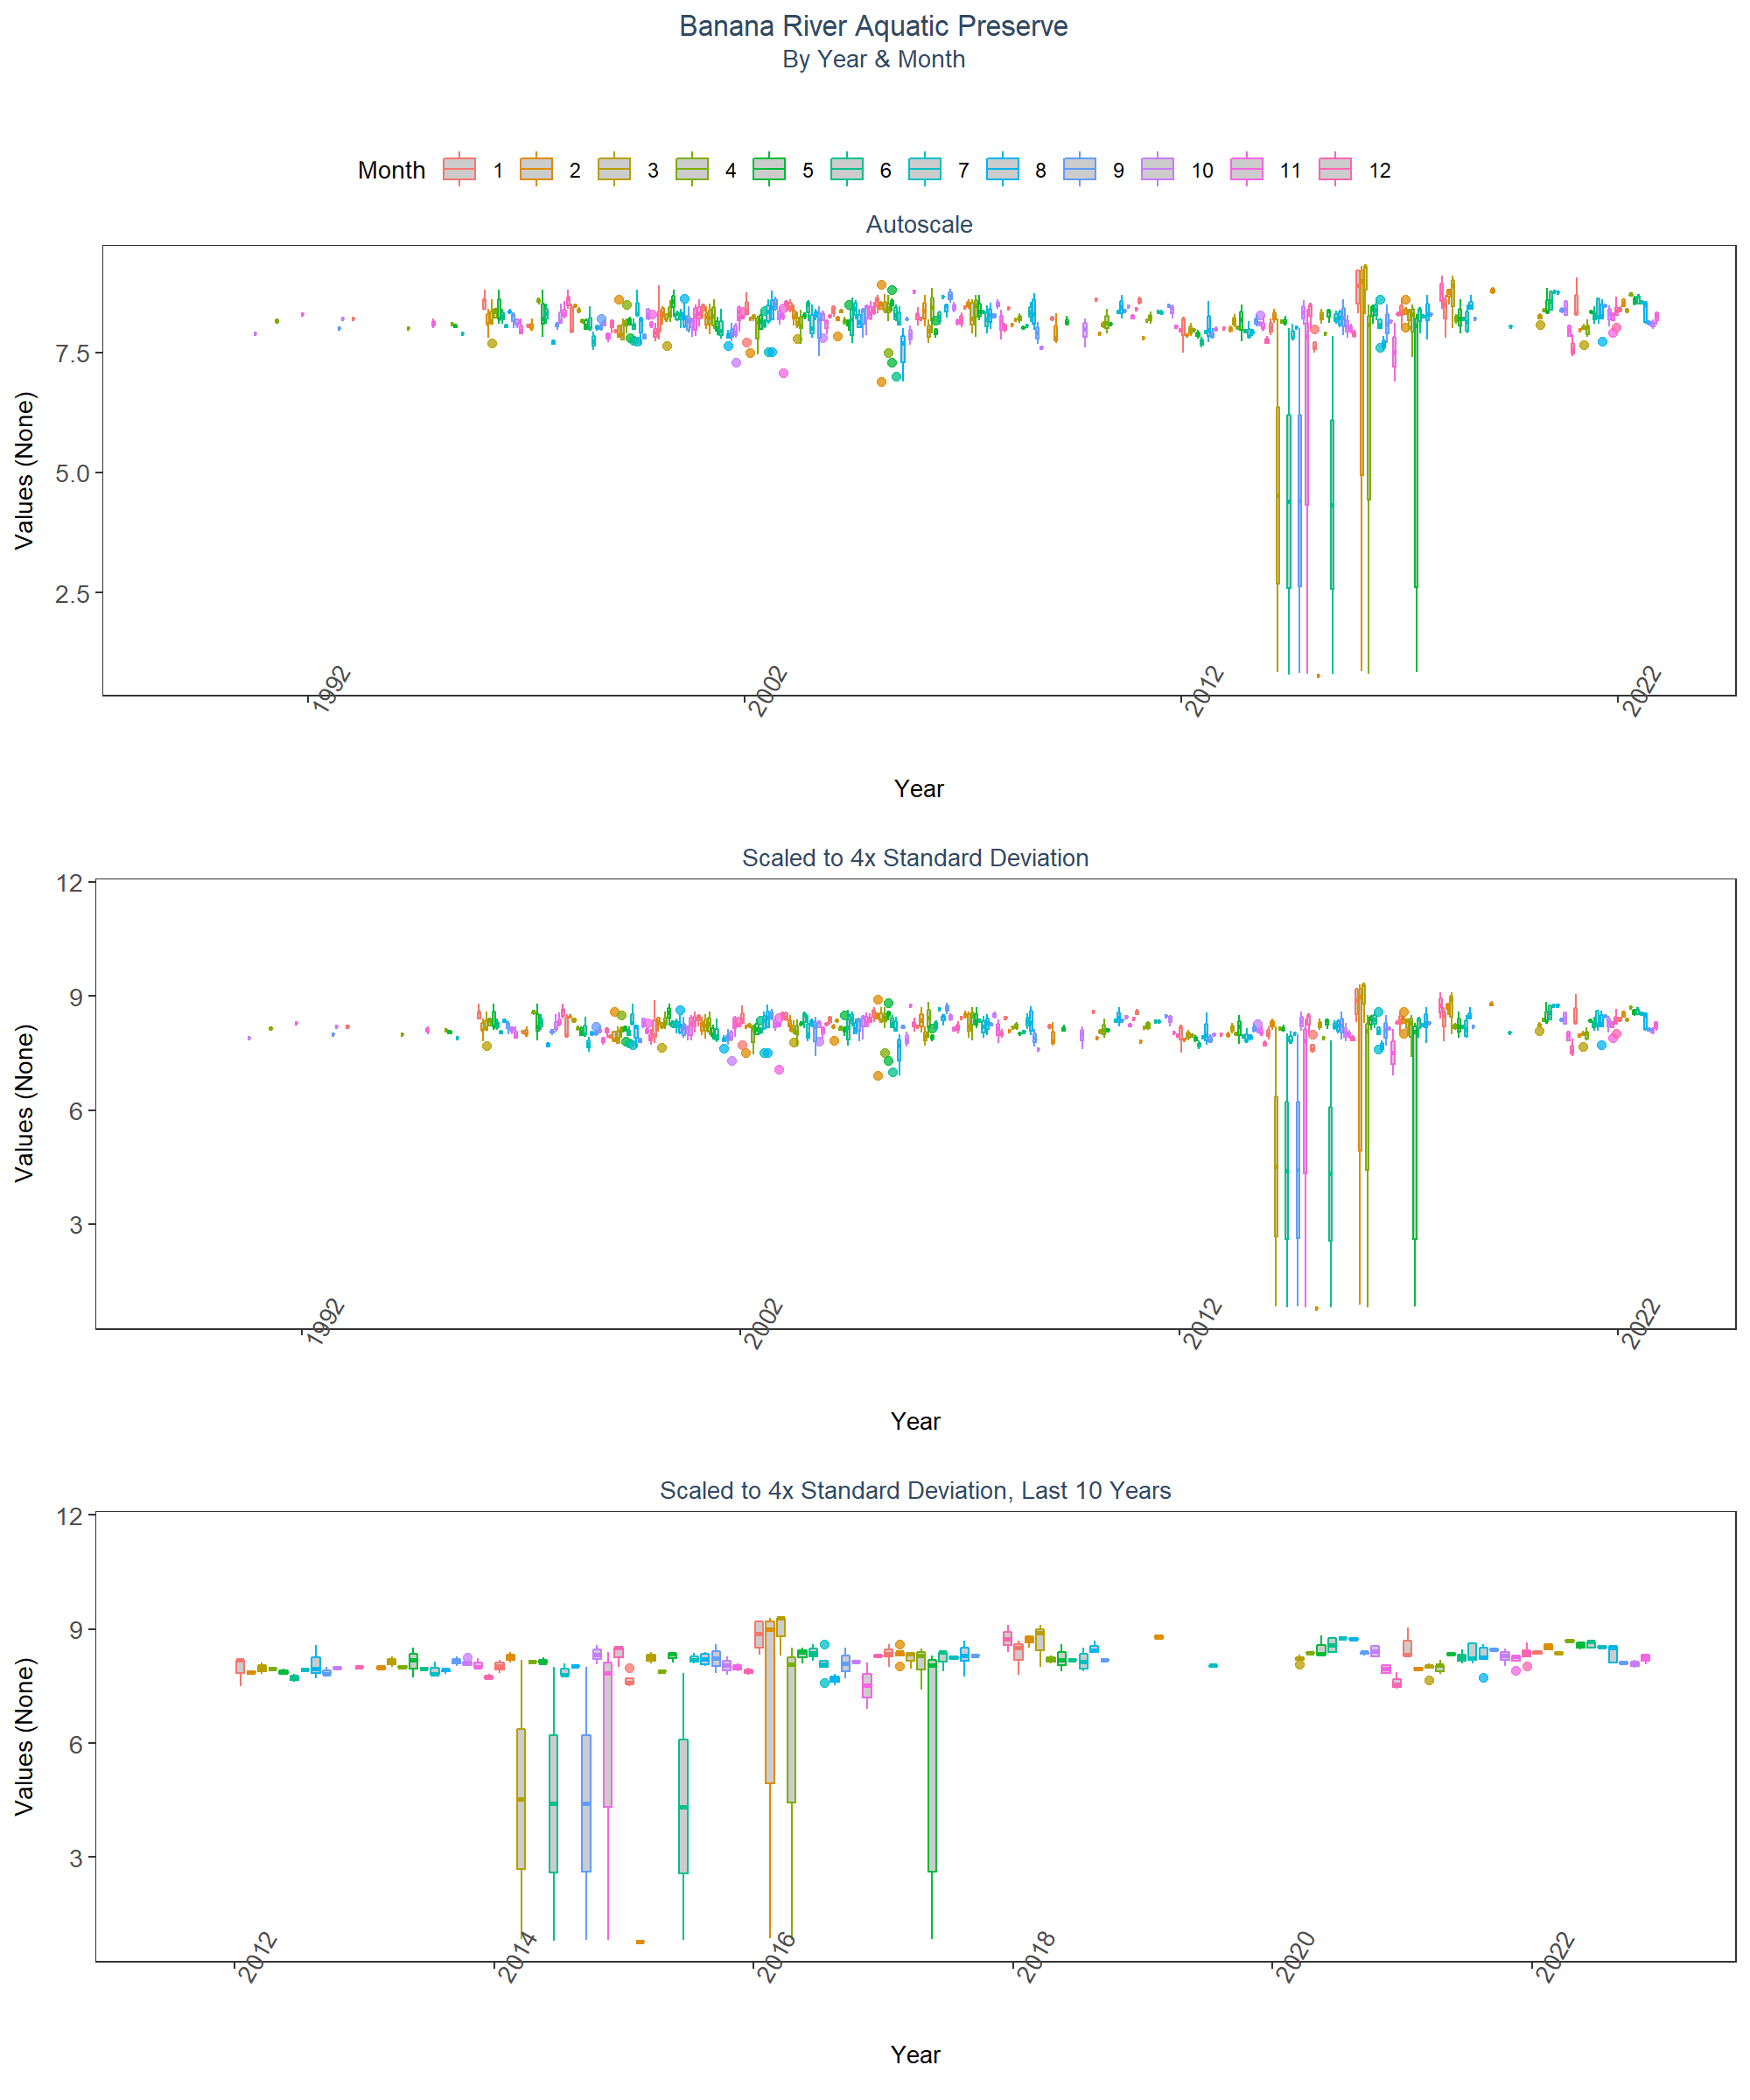 Banana River Aquatic Preserve
By Year & Month
Month 1 2 3 4 5 6 7 8 9 10 11 12
Autoscale
Values (None)
7.5
5.0
2.5
1992 2002 2012 2022
Year
Scaled to 4x Standard Deviation
Values (None)
12
9
6
3
1992 2002 2012 2022
Year
Scaled to 4x Standard Deviation, Last 10 Years
Values (None)
12
9
6
3
2012 2014 2016 2018 2020 2022
Year